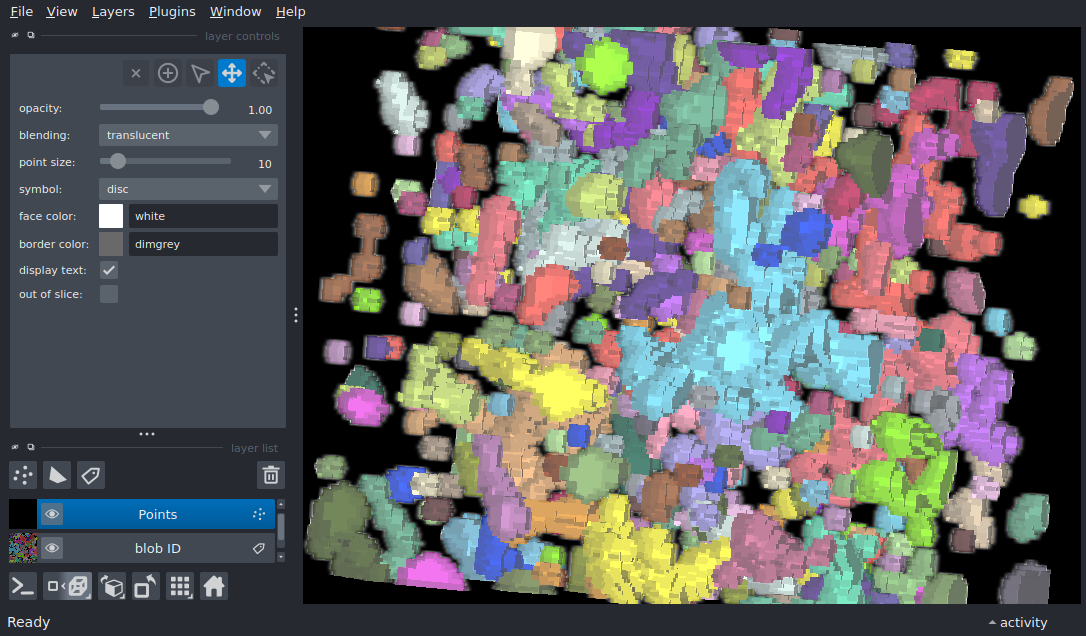 File View Layers Plugins Window Help
layer controls
opacity: 1.00
blending: translucent
point size: 10
symbol: disc
face color: white
border color: dimgrey
display text:
out of slice:
layer list
Points
blob ID
Ready
activity